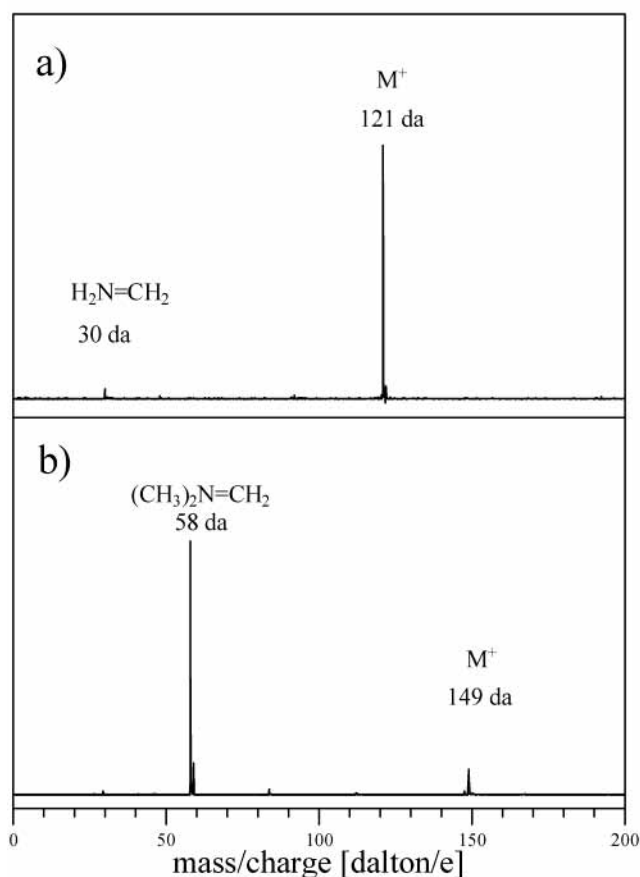 a)
M⁺
121 da
H₂N=CH₂
30 da
b)
(CH₃)₂N=CH₂
58 da
M⁺
149 da
0 50 100 150 200
mass/charge [dalton/e]